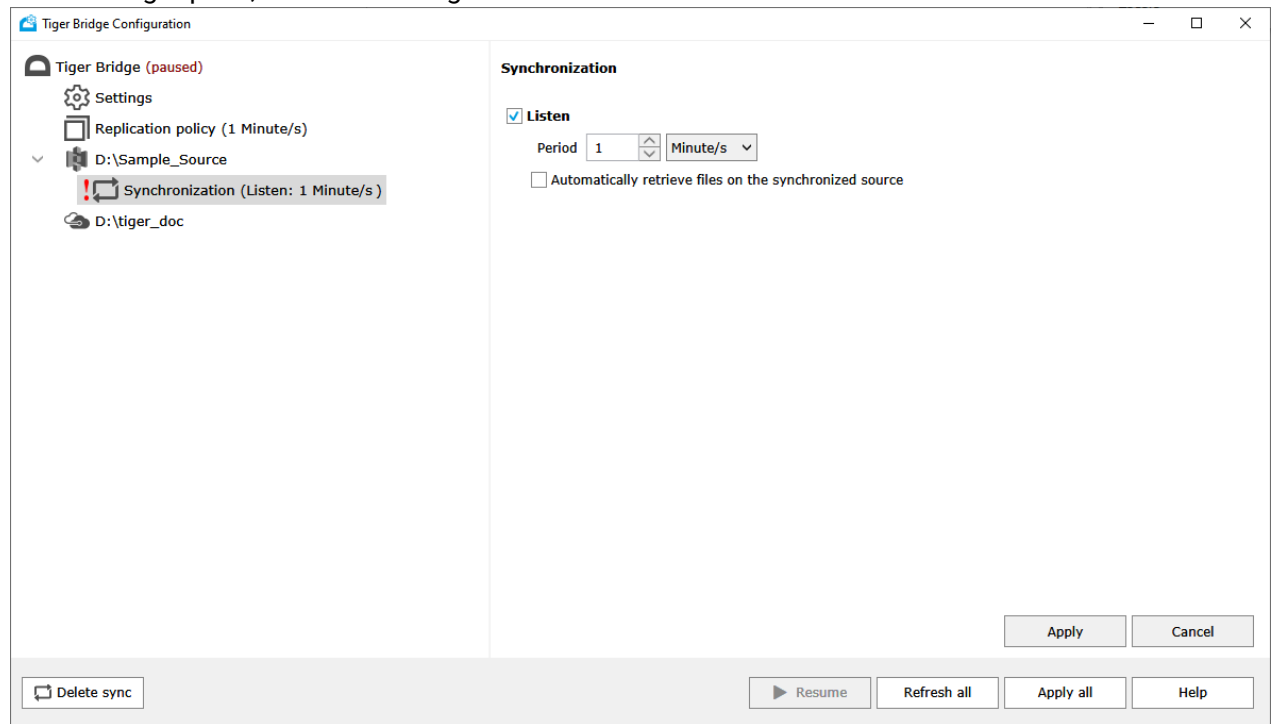 Tiger Bridge Configuration
Tiger Bridge (paused)
Settings
Replication policy (1 Minute/s)
D:\Sample_Source
Synchronization (Listen: 1 Minute/s )
D:\tiger_doc
Synchronization
Listen
Period 1 Minute/s
Automatically retrieve files on the synchronized source
Apply Cancel
Delete sync Resume Refresh all Apply all Help